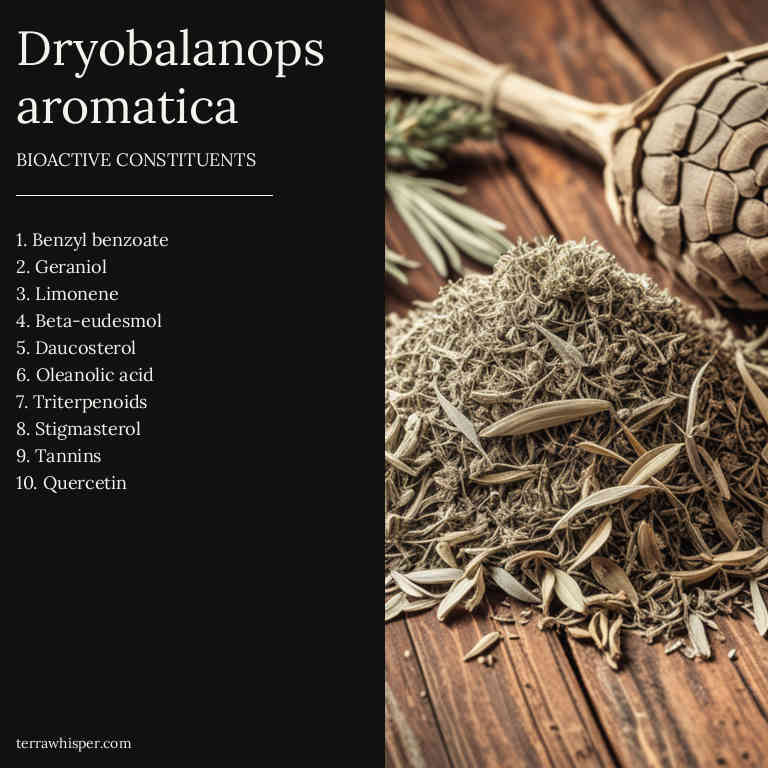 Dryobalanops
aromatica
BIOACTIVE CONSTITUENTS
1. Benzyl benzoate
2. Geraniol
3. Limonene
4. Beta-eudesmol
5. Daucosterol
6. Oleanolic acid
7. Triterpenoids
8. Stigmasterol
9. Tannins
10. Quercetin
terrawhisper.com